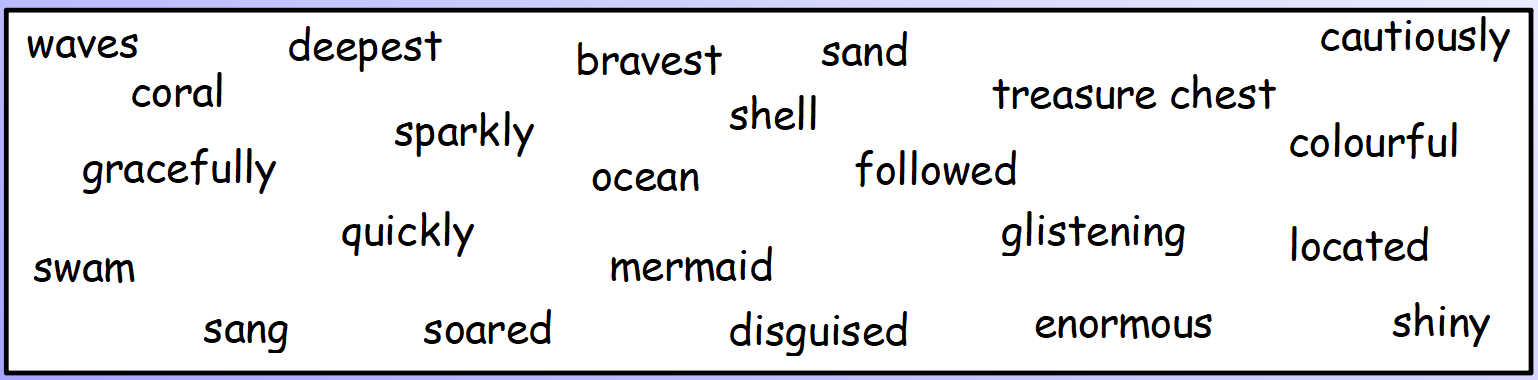 waves deepest bravest sand cautiously
coral sparkly shell treasure chest colourful
gracefully ocean followed
quickly glistening located
swam mermaid
sang soared disguised enormous shiny